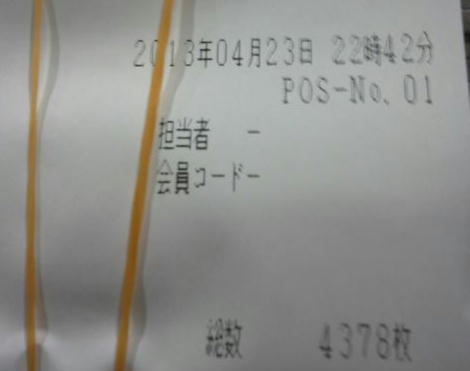 2013年04月23日 22時42分
POS-No. 01
担当者 -
会員コード-
総数 4378枚